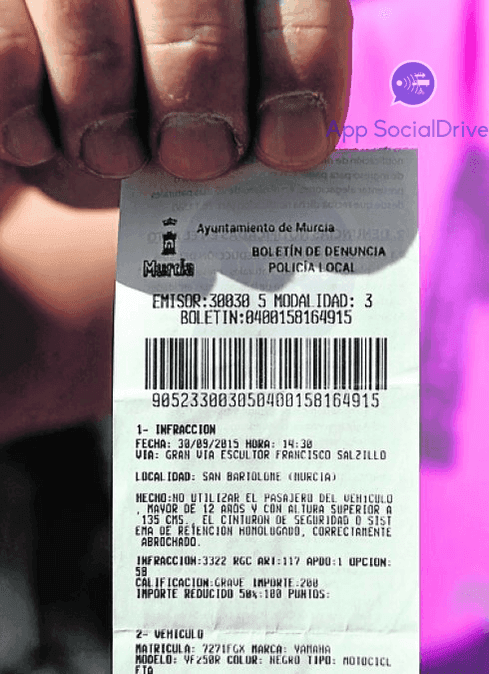 App SocialDrive
Ayuntamiento de Murcia
BOLETÍN DE DENUNCIA
POLICÍA LOCAL
Murcia
EMISOR:30030 5 MODALIDAD: 3
BOLETIN:0400158164915
905233003050400158164915
1- INFRACCION
FECHA: 30/09/2015 HORA: 14:30
VIA: GRAN VIA ESCULTOR FRANCISCO SALZILLO
LOCALIDAD: SAN BARTOLOME (MURCIA)
HECHO:NO UTILIZAR EL PASAJERO DEL VEHICULO
, MAYOR DE 12 AÑOS Y CON ALTURA SUPERIOR A
135 CMS., EL CINTURON DE SEGURIDAD O SIST
EMA DE RETENCION HOMOLOGADO, CORRECTAMENTE
ABROCHADO.
INFRACCION:3322 RGC ART:117 APDO:1 OPCION:
5B
CALIFICACION:GRAVE IMPORTE:200
IMPORTE REDUCIDO 50%:100 PUNTOS:
2- VEHICULO
MATRICULA: 7271FGX MARCA: YAMAHA
MODELO: YF250R COLOR: NEGRO TIPO: MOTOCICL
ETA